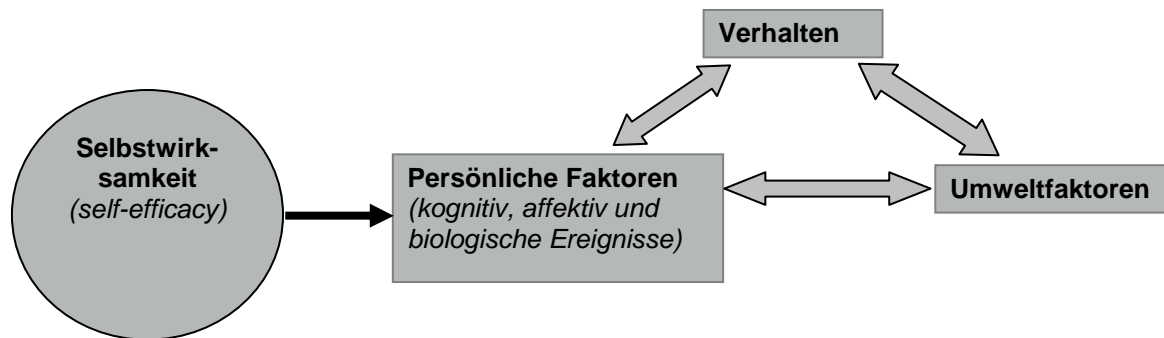 Verhalten
Selbstwirk-
samkeit
(self-efficacy)
Persönliche Faktoren
(kognitiv, affektiv und
biologische Ereignisse)
Umweltfaktoren